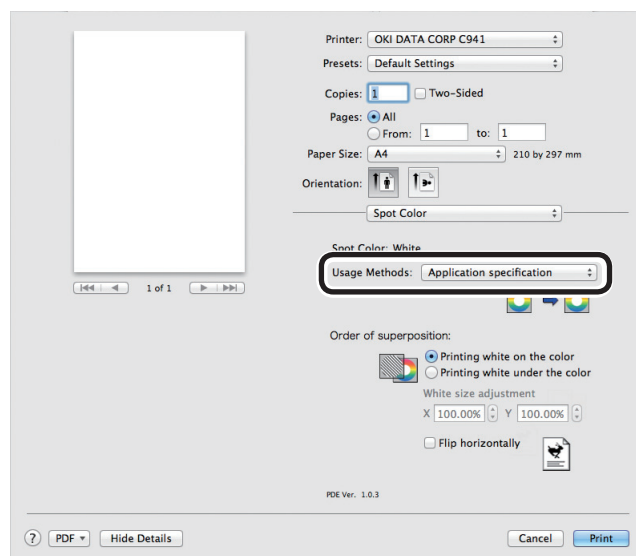 Printer: OKI DATA CORP C941
Presets: Default Settings
Copies: 1 Two-Sided
Pages: All
From: 1 to: 1
Paper Size: A4 210 by 297 mm
Orientation:
Spot Color
Spot Color: White
Usage Methods: Application specification
1 of 1
Order of superposition:
Printing white on the color
Printing white under the color
White size adjustment
X 100.00% Y 100.00%
Flip horizontally
PDE Ver. 1.0.3
? PDF Hide Details Cancel Print